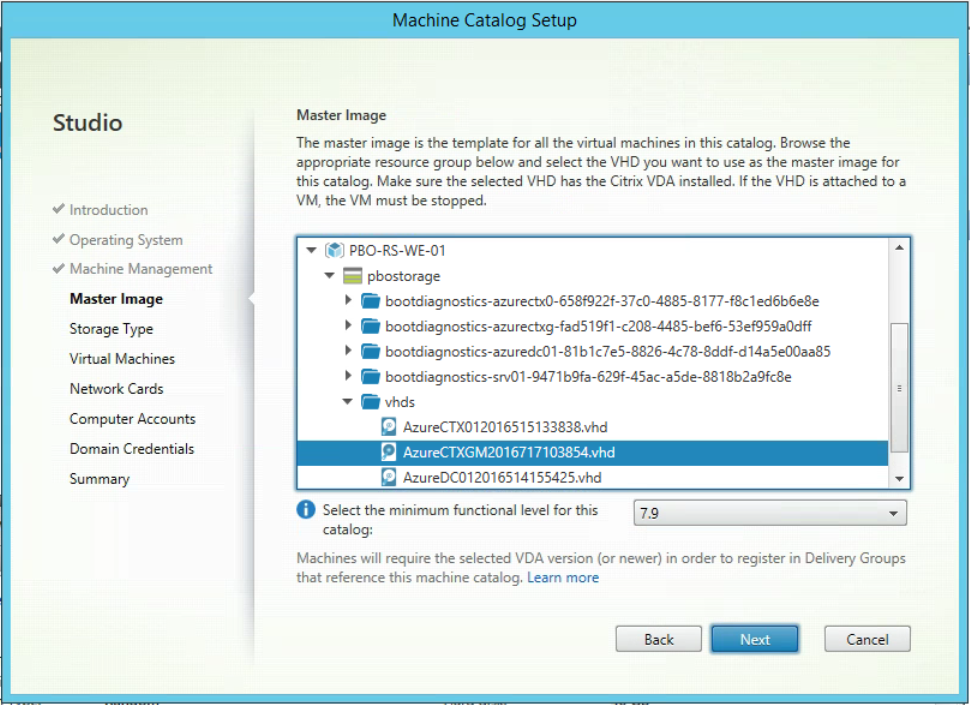 Machine Catalog Setup
Studio
Introduction
Operating System
Machine Management
Master Image
Storage Type
Virtual Machines
Network Cards
Computer Accounts
Domain Credentials
Summary
Master Image
The master image is the template for all the virtual machines in this catalog. Browse the
appropriate resource group below and select the VHD you want to use as the master image for
this catalog. Make sure the selected VHD has the Citrix VDA installed. If the VHD is attached to a
VM, the VM must be stopped.
PBO-RS-WE-01
pbostorage
bootdiagnostics-azurectx0-658f922f-37c0-4885-8177-f8c1ed6b6e8e
bootdiagnostics-azurectxg-fad519f1-c208-4485-bef6-53ef959a0dff
bootdiagnostics-azuredc01-81b1c7e5-8826-4c78-8ddf-d14a5e00aa85
bootdiagnostics-srv01-9471b9fa-629f-45ac-a5de-8818b2a9fc8e
vhds
AzureCTX012016515133838.vhd
AzureCTXGM2016717103854.vhd
AzureDC012016514155425.vhd
Select the minimum functional level for this
catalog:
7.9
Machines will require the selected VDA version (or newer) in order to register in Delivery Groups
that reference this machine catalog. Learn more
Back
Next
Cancel